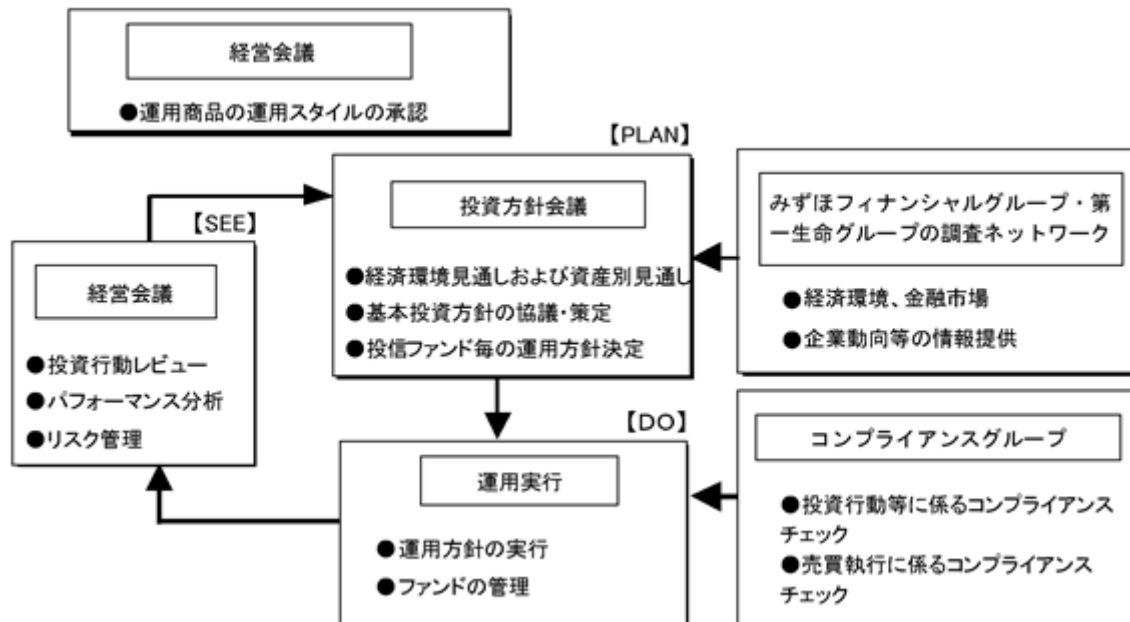 経営会議
●運用商品の運用スタイルの承認
【PLAN】
投資方針会議
●経済環境見通しおよび資産別見通し
●基本投資方針の協議・策定
●投信ファンド毎の運用方針決定
みずほフィナンシャルグループ・第
一生命グループの調査ネットワーク
●経済環境、金融市場
●企業動向等の情報提供
【SEE】
経営会議
●投資行動レビュー
●パフォーマンス分析
●リスク管理
【DO】
運用実行
●運用方針の実行
●ファンドの管理
コンプライアンスグループ
●投資行動等に係るコンプライアンス
チェック
●売買執行に係るコンプライアンス
チェック